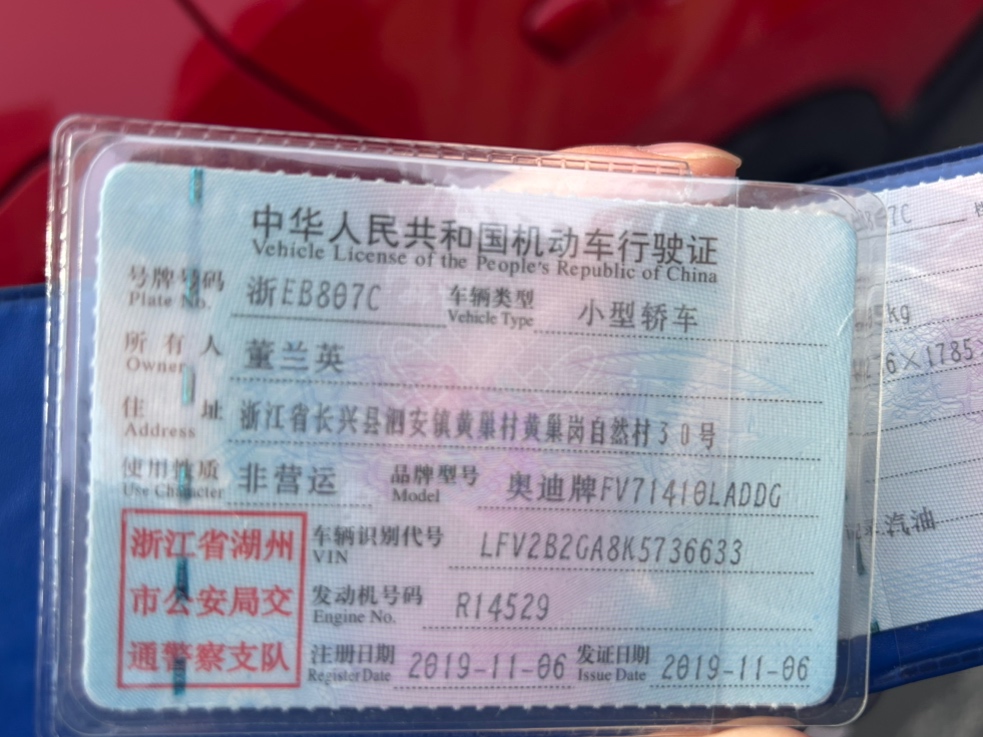 中华人民共和国机动车行驶证
Vehicle License of the People's Republic of China
号牌号码 浙EB807C 车辆类型 小型轿车
Plate No. Vehicle Type
所有人 董兰英
Owner
住址 浙江省长兴县泗安镇黄巢村黄巢岗自然村30号
Address
使用性质 非营运 品牌型号 奥迪牌FV71410LADDG
Use Character Model
浙江省湖州
市公安局交
通警察支队
车辆识别代号 LFV2B2GA8K5736633
VIN
发动机号码 R14529
Engine No.
注册日期 2019-11-06 发证日期 2019-11-06
Register Date Issue Date
07C
kg
6×1785×
汽油